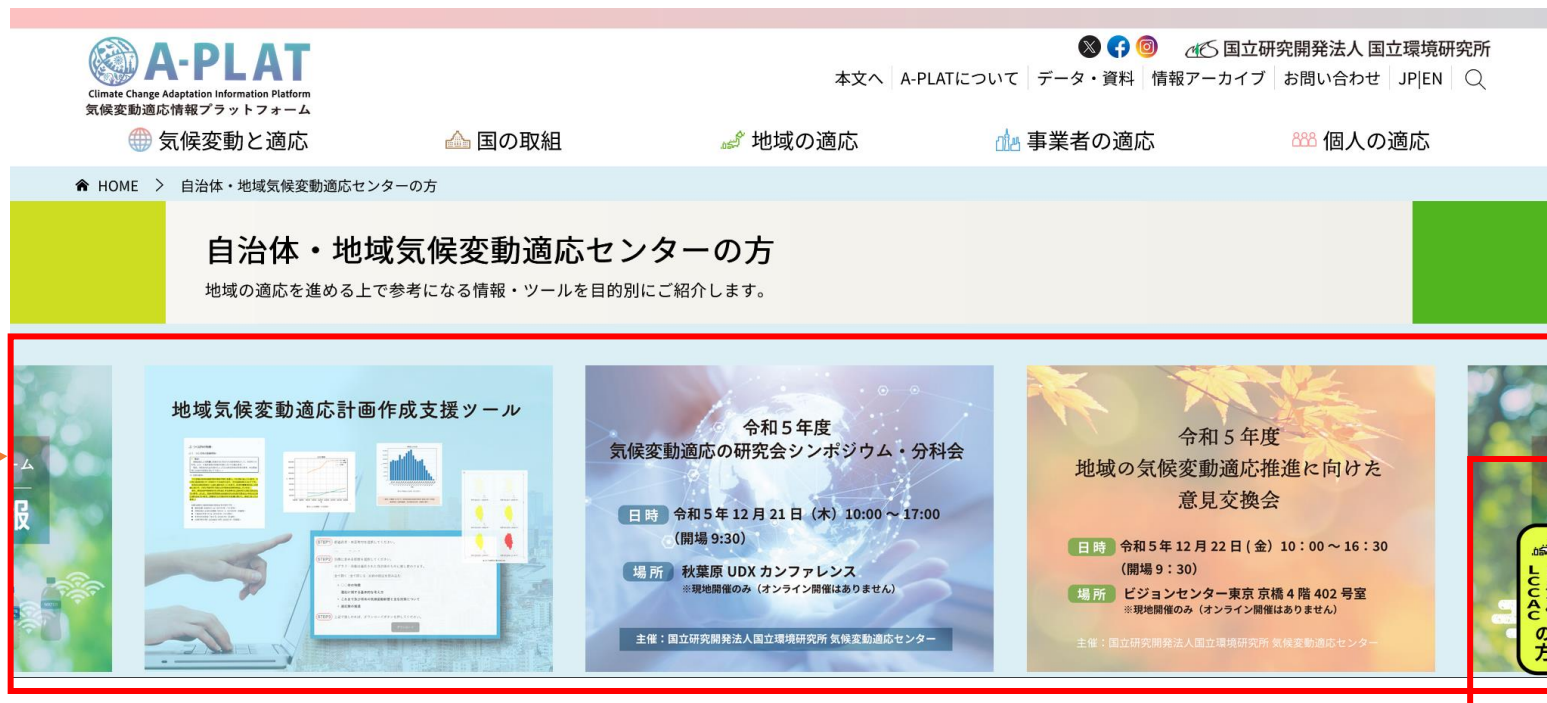 A-PLAT
Climate Change Adaptation Information Platform
気候変動適応情報プラットフォーム
国立研究開発法人 国立環境研究所
本文へ A-PLATについて データ・資料 情報アーカイブ お問い合わせ JP|EN
気候変動と適応 国の取組 地域の適応 事業者の適応 個人の適応
HOME > 自治体・地域気候変動適応センターの方
自治体・地域気候変動適応センターの方
地域の適応を進める上で参考になる情報・ツールを目的別にご紹介します。
ーム
報
地域気候変動適応計画作成支援ツール
STEP1
STEP2
STEP3
令和5年度
気候変動適応の研究会シンポジウム・分科会
日時 令和5年12月21日(木)10:00~17:00
(開場 9:30)
場所 秋葉原 UDX カンファレンス
※現地開催のみ(オンライン開催はありません)
主催:国立研究開発法人国立環境研究所 気候変動適応センター
令和5年度
地域の気候変動適応推進に向けた
意見交換会
日時 令和5年12月22日(金)10:00~16:30
(開場 9:30)
場所 ビジョンセンター東京 京橋4階 402号室
※現地開催のみ(オンライン開催はありません)
主催:国立研究開発法人国立環境研究所 気候変動適応センター
LCCACの方